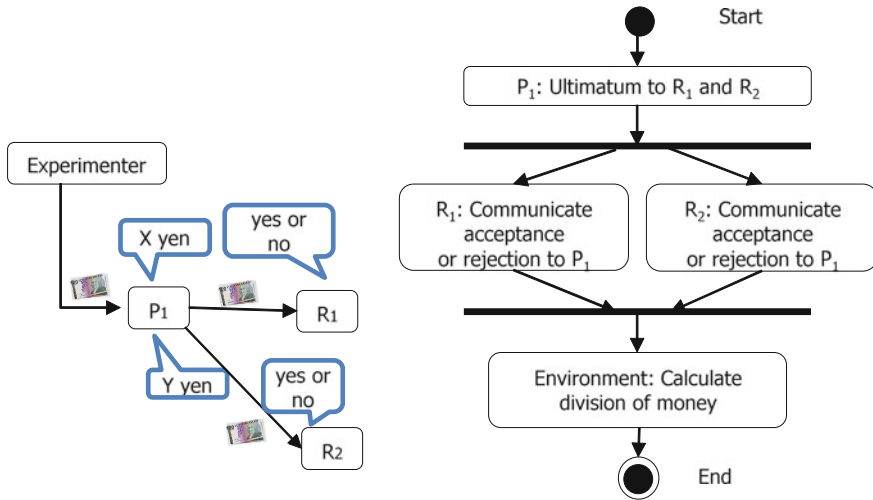 Experimenter
X yen
yes or
no
P1
R1
Y yen
yes or
no
R2
Start
P1: Ultimatum to R1 and R2
R1: Communicate
acceptance
or rejection to P1
R2: Communicate
acceptance
or rejection to P1
Environment: Calculate
division of money
End